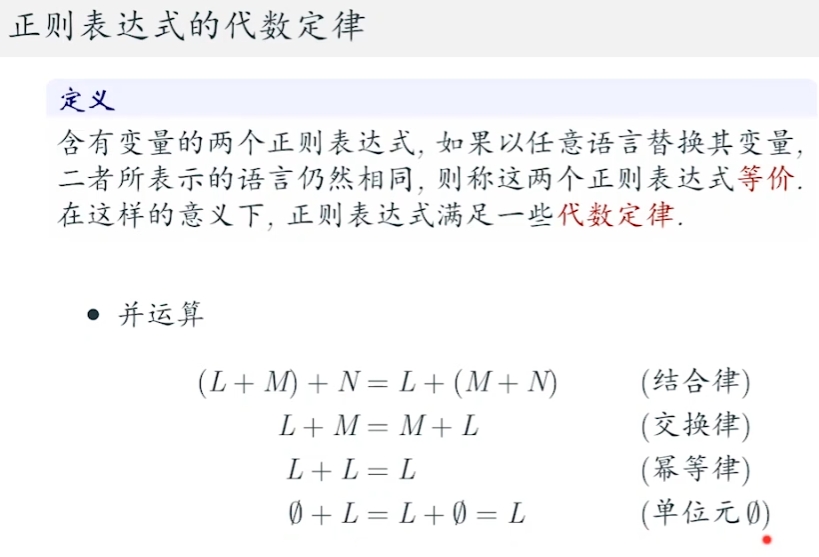 正则表达式的代数定律
定义
含有变量的两个正则表达式, 如果以任意语言替换其变量,
二者所表示的语言仍然相同, 则称这两个正则表达式等价.
在这样的意义下, 正则表达式满足一些代数定律.
• 并运算
(L + M) + N = L + (M + N) (结合律)
L + M = M + L (交换律)
L + L = L (幂等律)
∅ + L = L + ∅ = L (单位元 ∅)